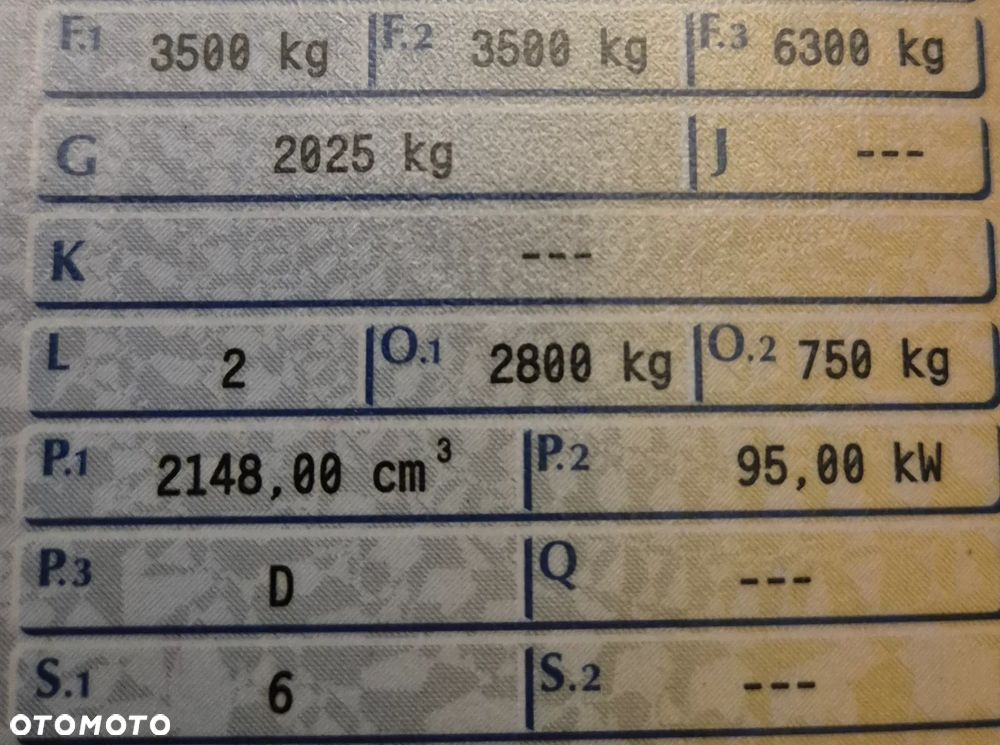 F.1 3500 kg F.2 3500 kg F.3 6300 kg
G 2025 kg J ---
K ---
L 2 O.1 2800 kg O.2 750 kg
P.1 2148,00 cm³ P.2 95,00 kW
P.3 D Q ---
S.1 6 S.2 ---
OTOMOTO